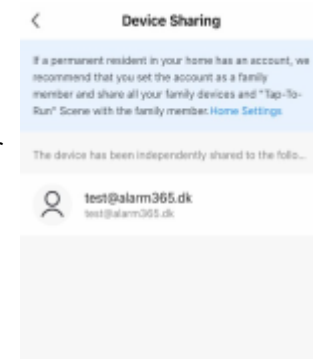 Device Sharing
If a permanent resident in your home has an account, we
recommend that you set the account as a family
member and share all your family devices and "Tap-To-
Run" Scene with the family member.Home Settings
The device has been independently shared to the follo...
test@alarm365.dk
test@alarm365.dk